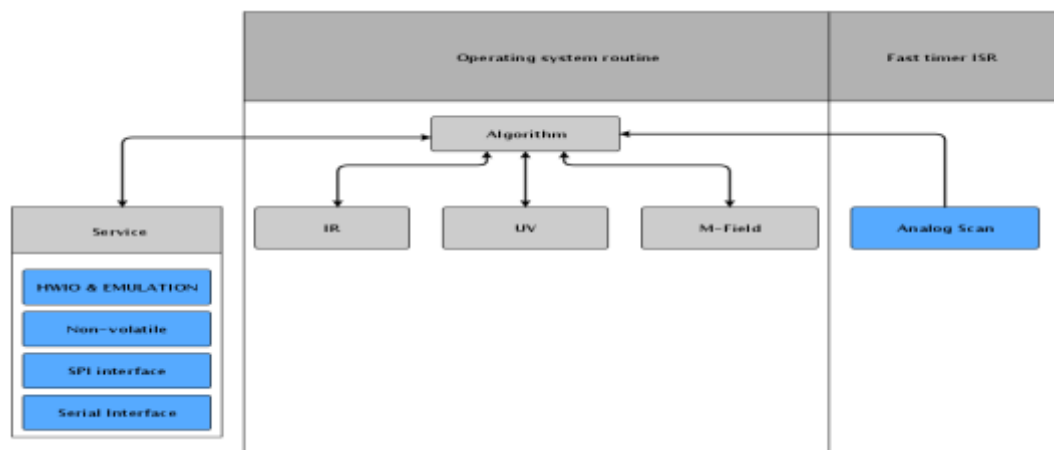 Operating system routine
Fast timer ISR
Algorithm
Service
IR
UV
M-Field
Analog Scan
HWIO & EMULATION
Non-volatile
SPI interface
Serial Interface